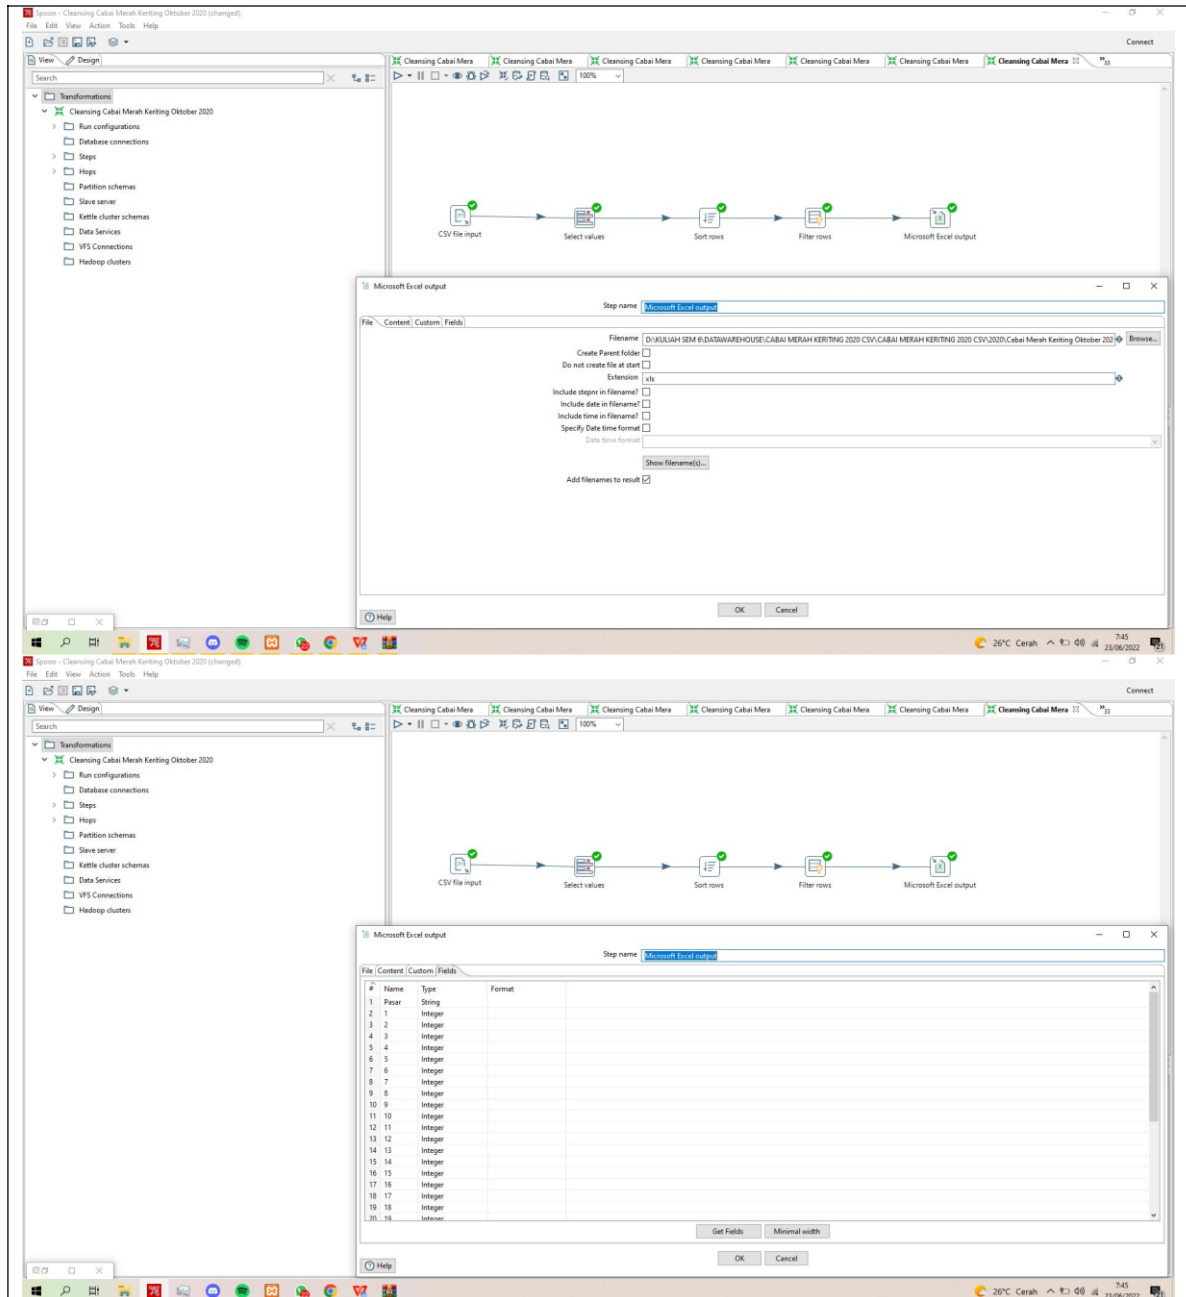 Spoon - Cleansing Cabai Merah Keriting Oktober 2020 (changed)
File Edit View Action Tools Help
Connect
View Design
Cleansing Cabai Mera Cleansing Cabai Mera Cleansing Cabai Mera Cleansing Cabai Mera Cleansing Cabai Mera Cleansing Cabai Mera Cleansing Cabai Mera
Search
100%
Transformations
Cleansing Cabai Merah Keriting Oktober 2020
Run configurations
Database connections
Steps
Hops
Partition schemas
Slave server
Kettle cluster schemas
Data Services
VFS Connections
Hadoop clusters
CSV file input
Select values
Sort rows
Filter rows
Microsoft Excel output
Microsoft Excel output
Step name Microsoft Excel output
File Content Custom Fields
Filename D:\KULIAH SEM 6\DATAWAREHOUSE\CABAI MERAH KERITING 2020 CSV\CABAI MERAH KERITING 2020 CSV\2020\Cabai Merah Keriting Oktober 202 Browse...
Create Parent folder
Do not create file at start
Extension xls
Include stepnr in filename?
Include date in filename?
Include time in filename?
Specify Date time format
Date time format
Show filename(s)...
Add filenames to result
OK Cancel
Help
26°C Cerah
7:45
23/06/2022
Spoon - Cleansing Cabai Merah Keriting Oktober 2020 (changed)
File Edit View Action Tools Help
Connect
View Design
Cleansing Cabai Mera Cleansing Cabai Mera Cleansing Cabai Mera Cleansing Cabai Mera Cleansing Cabai Mera Cleansing Cabai Mera Cleansing Cabai Mera
Search
100%
Transformations
Cleansing Cabai Merah Keriting Oktober 2020
Run configurations
Database connections
Steps
Hops
Partition schemas
Slave server
Kettle cluster schemas
Data Services
VFS Connections
Hadoop clusters
CSV file input
Select values
Sort rows
Filter rows
Microsoft Excel output
Microsoft Excel output
Step name Microsoft Excel output
File Content Custom Fields
# Name Type Format
1 Pasar String
2 1 Integer
3 2 Integer
4 3 Integer
5 4 Integer
6 5 Integer
7 6 Integer
8 7 Integer
9 8 Integer
10 9 Integer
11 10 Integer
12 11 Integer
13 12 Integer
14 13 Integer
15 14 Integer
16 15 Integer
17 16 Integer
18 17 Integer
19 18 Integer
20 19 Integer
Get Fields Minimal width
OK Cancel
Help
26°C Cerah
7:45
23/06/2022